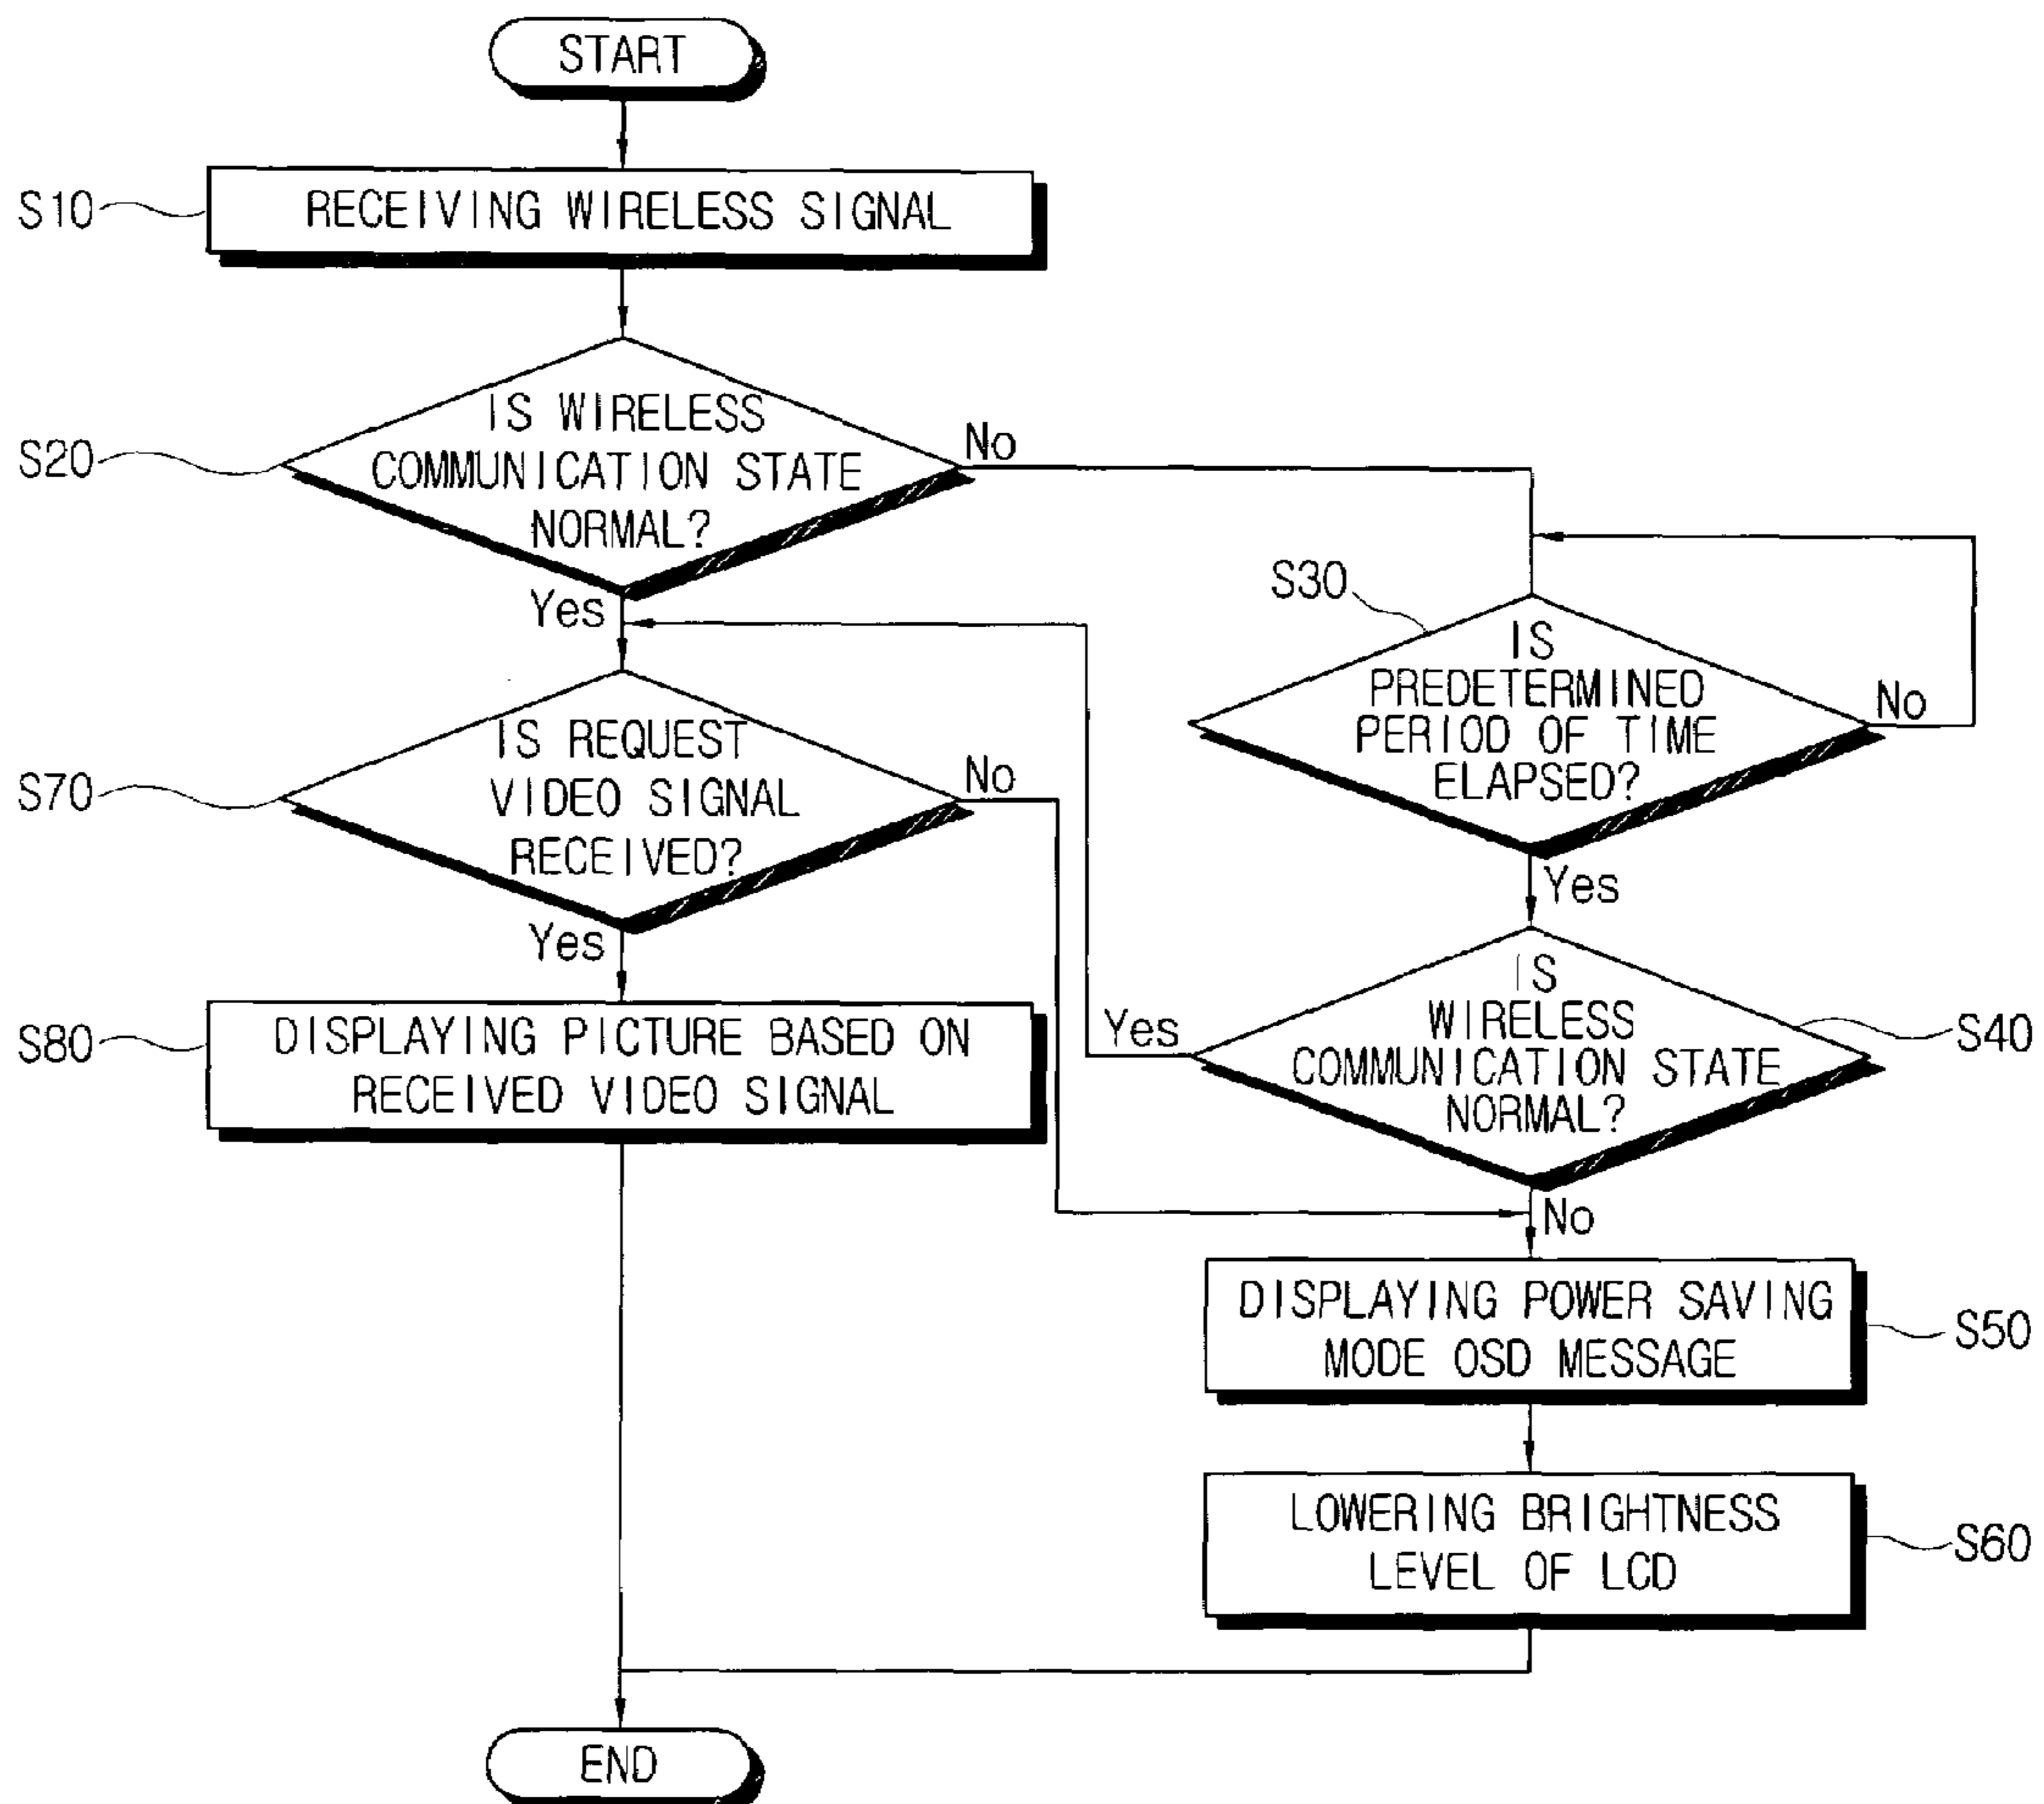 START
S10
RECEIVING WIRELESS SIGNAL
S20
IS WIRELESS
COMMUNICATION STATE
NORMAL?
No
Yes
S30
IS
PREDETERMINED
PERIOD OF TIME
ELAPSED?
No
Yes
S70
IS REQUEST
VIDEO SIGNAL
RECEIVED?
No
Yes
S40
IS
WIRELESS
COMMUNICATION STATE
NORMAL?
Yes
No
S80
DISPLAYING PICTURE BASED ON
RECEIVED VIDEO SIGNAL
S50
DISPLAYING POWER SAVING
MODE OSD MESSAGE
S60
LOWERING BRIGHTNESS
LEVEL OF LCD
END